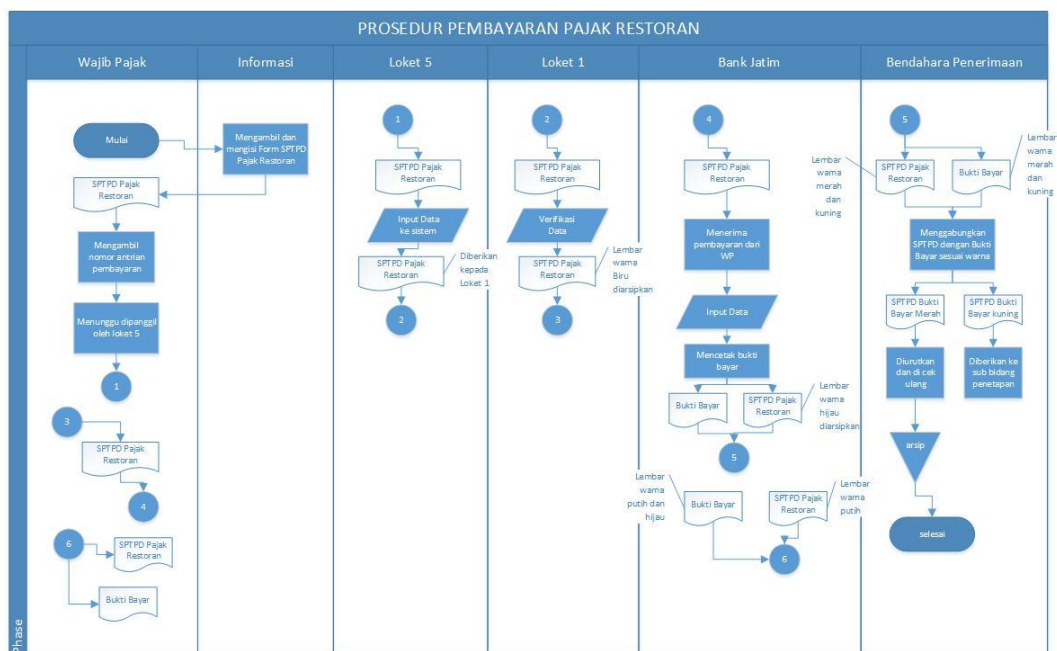 PROSEDUR PEMBAYARAN PAJAK RESTORAN
Wajib Pajak
Informasi
Loket 5
Loket 1
Bank Jatim
Bendahara Penerimaan
Mulai
SPTPD Pajak
Restoran
Mengambil
nomor antrian
pembayaran
Menunggu dipanggil
oleh loket 5
1
3
SPTPD Pajak
Restoran
4
6
SPTPD Pajak
Restoran
Bukti Bayar
Mengambil dan
mengisi Form SPTPD
Pajak Restoran
1
SPTPD Pajak
Restoran
Input Data
ke sistem
SPTPD Pajak
Restoran
Diberikan
kepada
Loket 1
2
2
SPTPD Pajak
Restoran
Verifikasi
Data
SPTPD Pajak
Restoran
Lembar
warna
Biru
diarsipkan
3
4
SPTPD Pajak
Restoran
Menerima
pembayaran dari
WP
Input Data
Mencetak bukti
bayar
Bukti Bayar
SPTPD Pajak
Restoran
Lembar
warna
hijau
diarsipkan
5
Lembar
warna
putih dan
hijau
Bukti Bayar
SPTPD Pajak
Restoran
Lembar
warna
putih
6
5
Lembar
warna
merah
dan
kuning
SPTPD Pajak
Restoran
Bukti Bayar
Lembar
warna
merah
dan
kuning
Menggabungkan
SPTPD dengan Bukti
Bayar sesuai warna
SPTPD Bukti
Bayar Merah
SPTPD Bukti
Bayar kuning
Diurutkan
dan di cek
ulang
Diberikan ke
sub bidang
penetapan
arsip
selesai
Phase